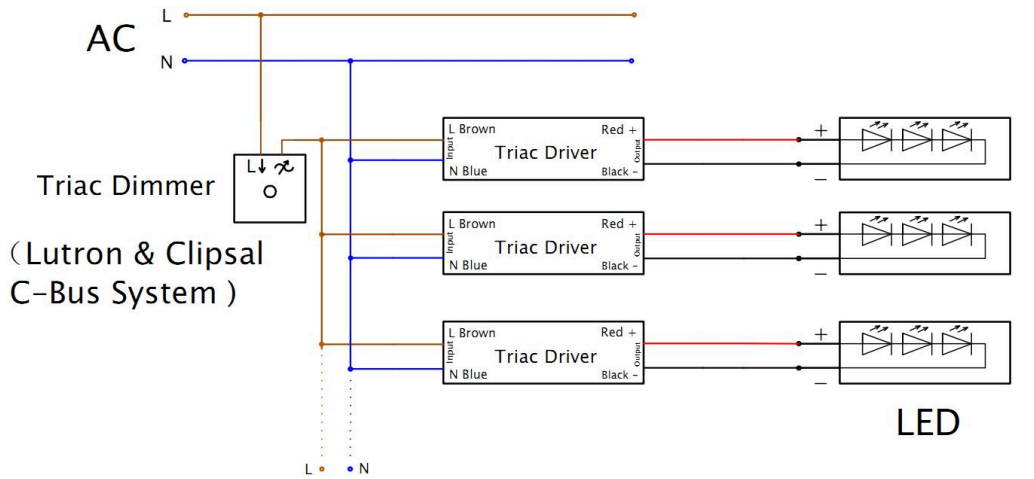 L
AC
N
L Brown
Red +
Input
Triac Driver
Output
N Blue
Black -
+
−
L
Triac Dimmer
(Lutron & Clipsal
C-Bus System )
L Brown
Red +
Input
Triac Driver
Output
N Blue
Black -
+
−
L Brown
Red +
Input
Triac Driver
Output
N Blue
Black -
+
−
LED
L
N